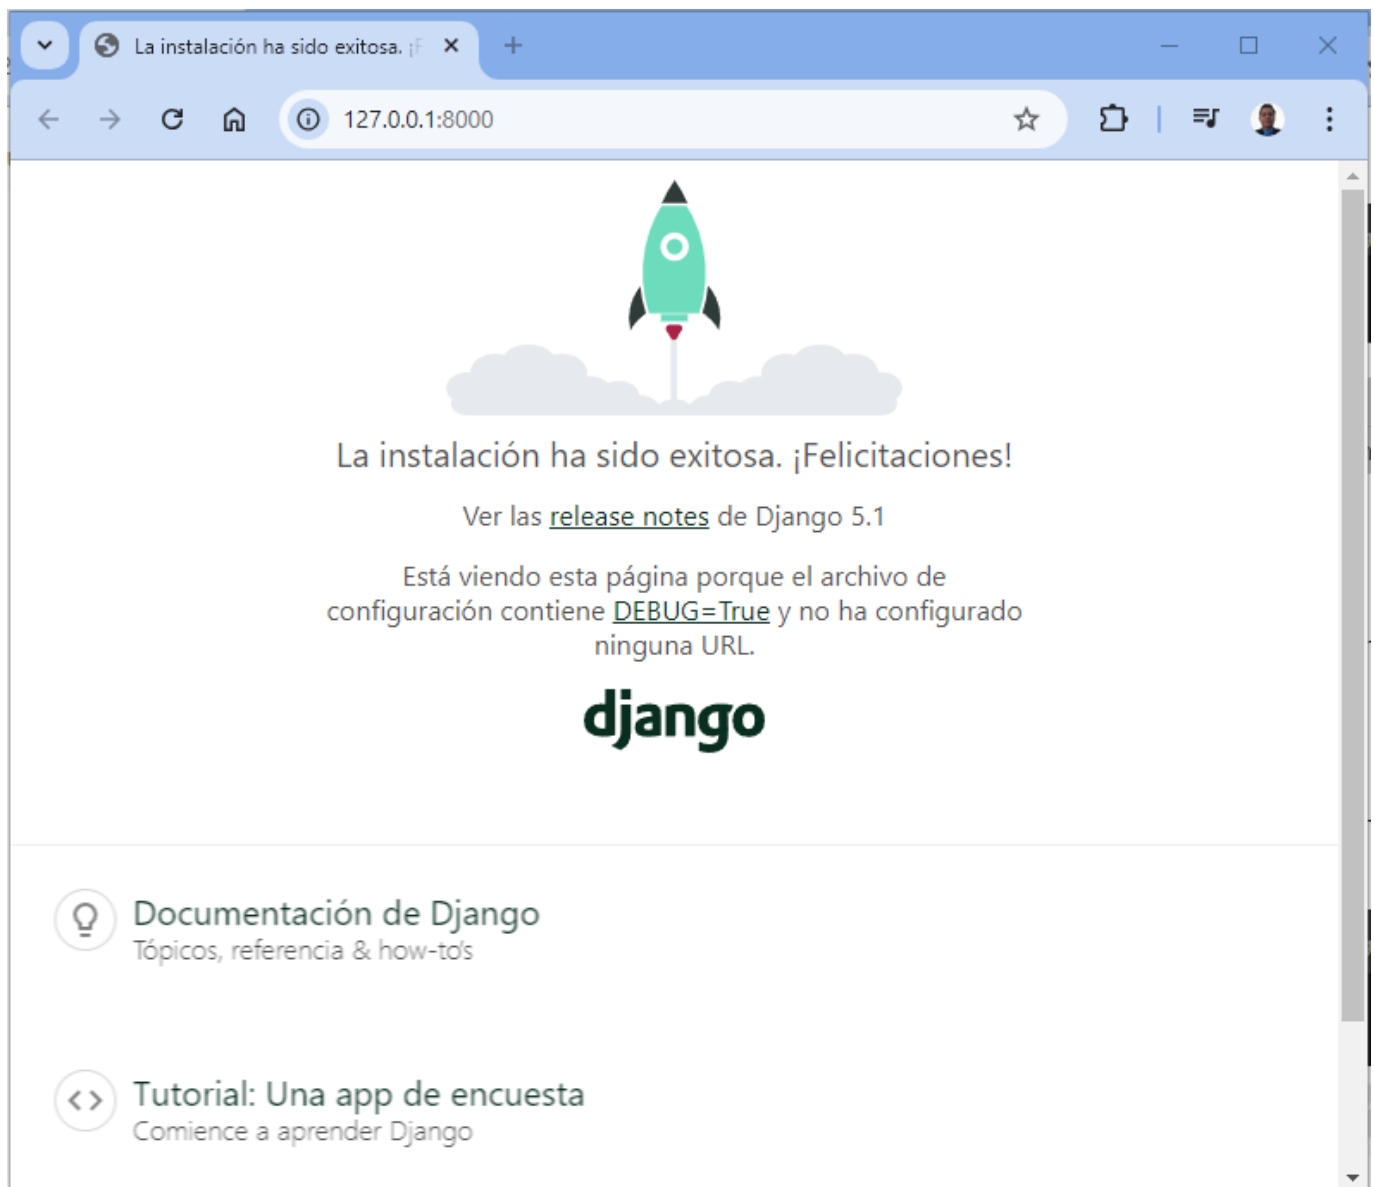 La instalación ha sido exitosa. ¡F
127.0.0.1:8000
La instalación ha sido exitosa. ¡Felicitaciones!
Ver las release notes de Django 5.1
Está viendo esta página porque el archivo de
configuración contiene DEBUG=True y no ha configurado
ninguna URL.
django
Documentación de Django
Tópicos, referencia & how-to's
Tutorial: Una app de encuesta
Comience a aprender Django